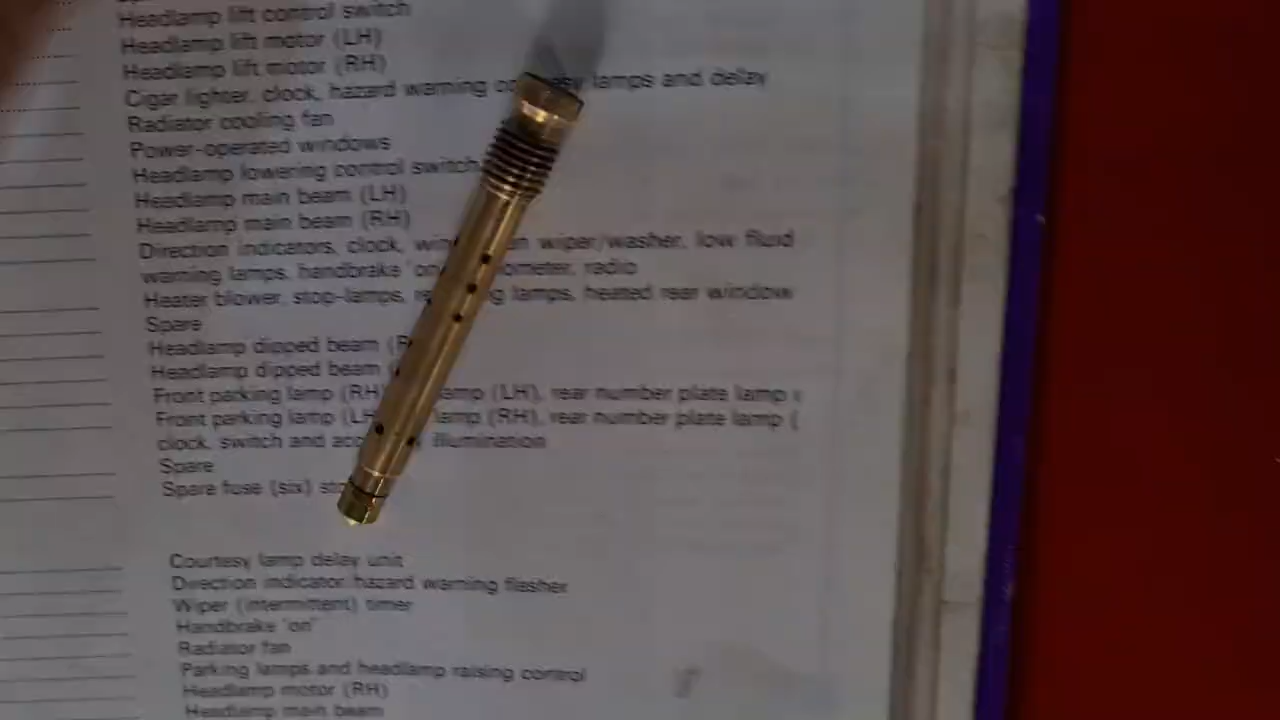 Headlamp lift control switch
Headlamp lift motor (LH)
Headlamp lift motor (RH)
Cigar lighter, clock, hazard warning lamps and delay
Radiator cooling fan
Power-operated windows
Headlamp lowering control switch
Headlamp main beam (LH)
Headlamp main beam (RH)
Direction indicators, clock, wiper/washer, low fluid
warning lamps, handbrake 'on' radio
Heater blower, stop-lamps, lamps, heated rear window
Spare
Headlamp dipped beam
Headlamp dipped beam
Front parking lamp (RH) lamp (LH), rear number plate lamp (
Front parking lamp (LH lamp (RH), rear number plate lamp (
clock, switch and illumination
Spare
Spare fuse (six)
Courtesy lamp delay unit
Direction indicator/hazard warning flasher
Wiper (intermittent) timer
Handbrake 'on'
Radiator fan
Parking lamps and headlamp raising control
Headlamp motor (RH)
Headlamp main beam